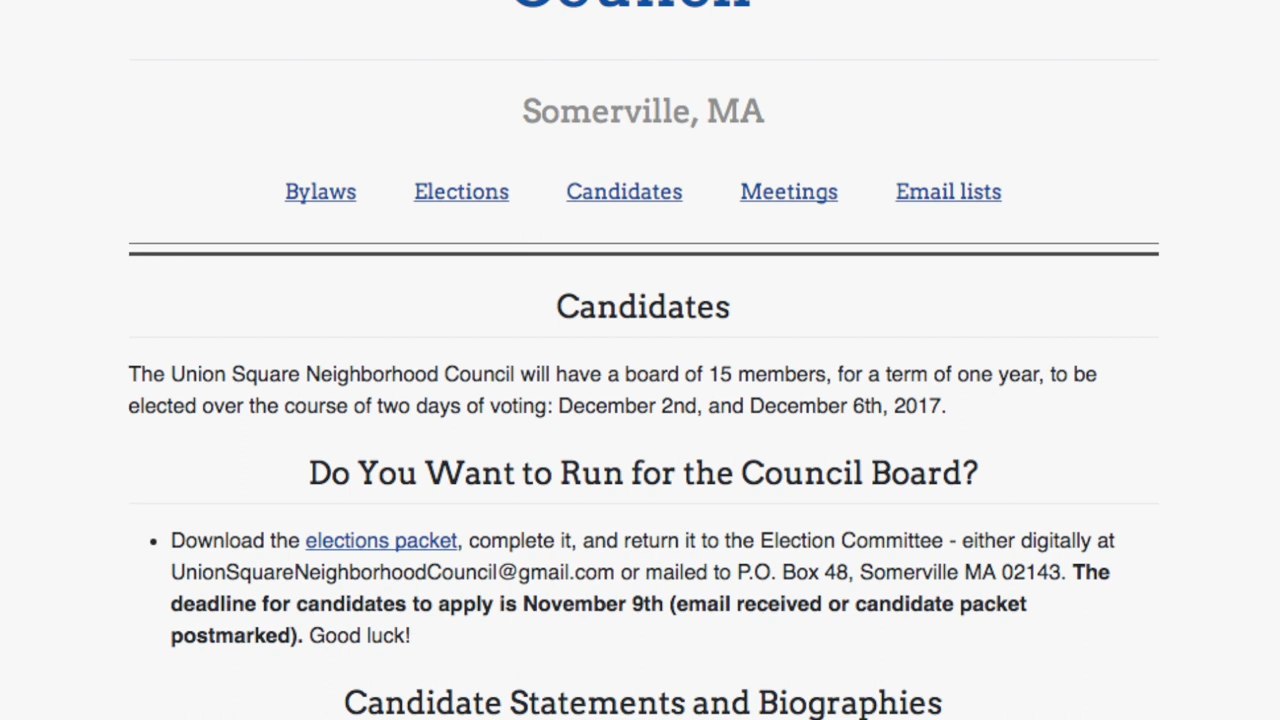 Council
Somerville, MA
Bylaws Elections Candidates Meetings Email lists
Candidates
The Union Square Neighborhood Council will have a board of 15 members, for a term of one year, to be
elected over the course of two days of voting: December 2nd, and December 6th, 2017.
Do You Want to Run for the Council Board?
• Download the elections packet, complete it, and return it to the Election Committee - either digitally at
UnionSquareNeighborhoodCouncil@gmail.com or mailed to P.O. Box 48, Somerville MA 02143. The
deadline for candidates to apply is November 9th (email received or candidate packet
postmarked). Good luck!
Candidate Statements and Biographies